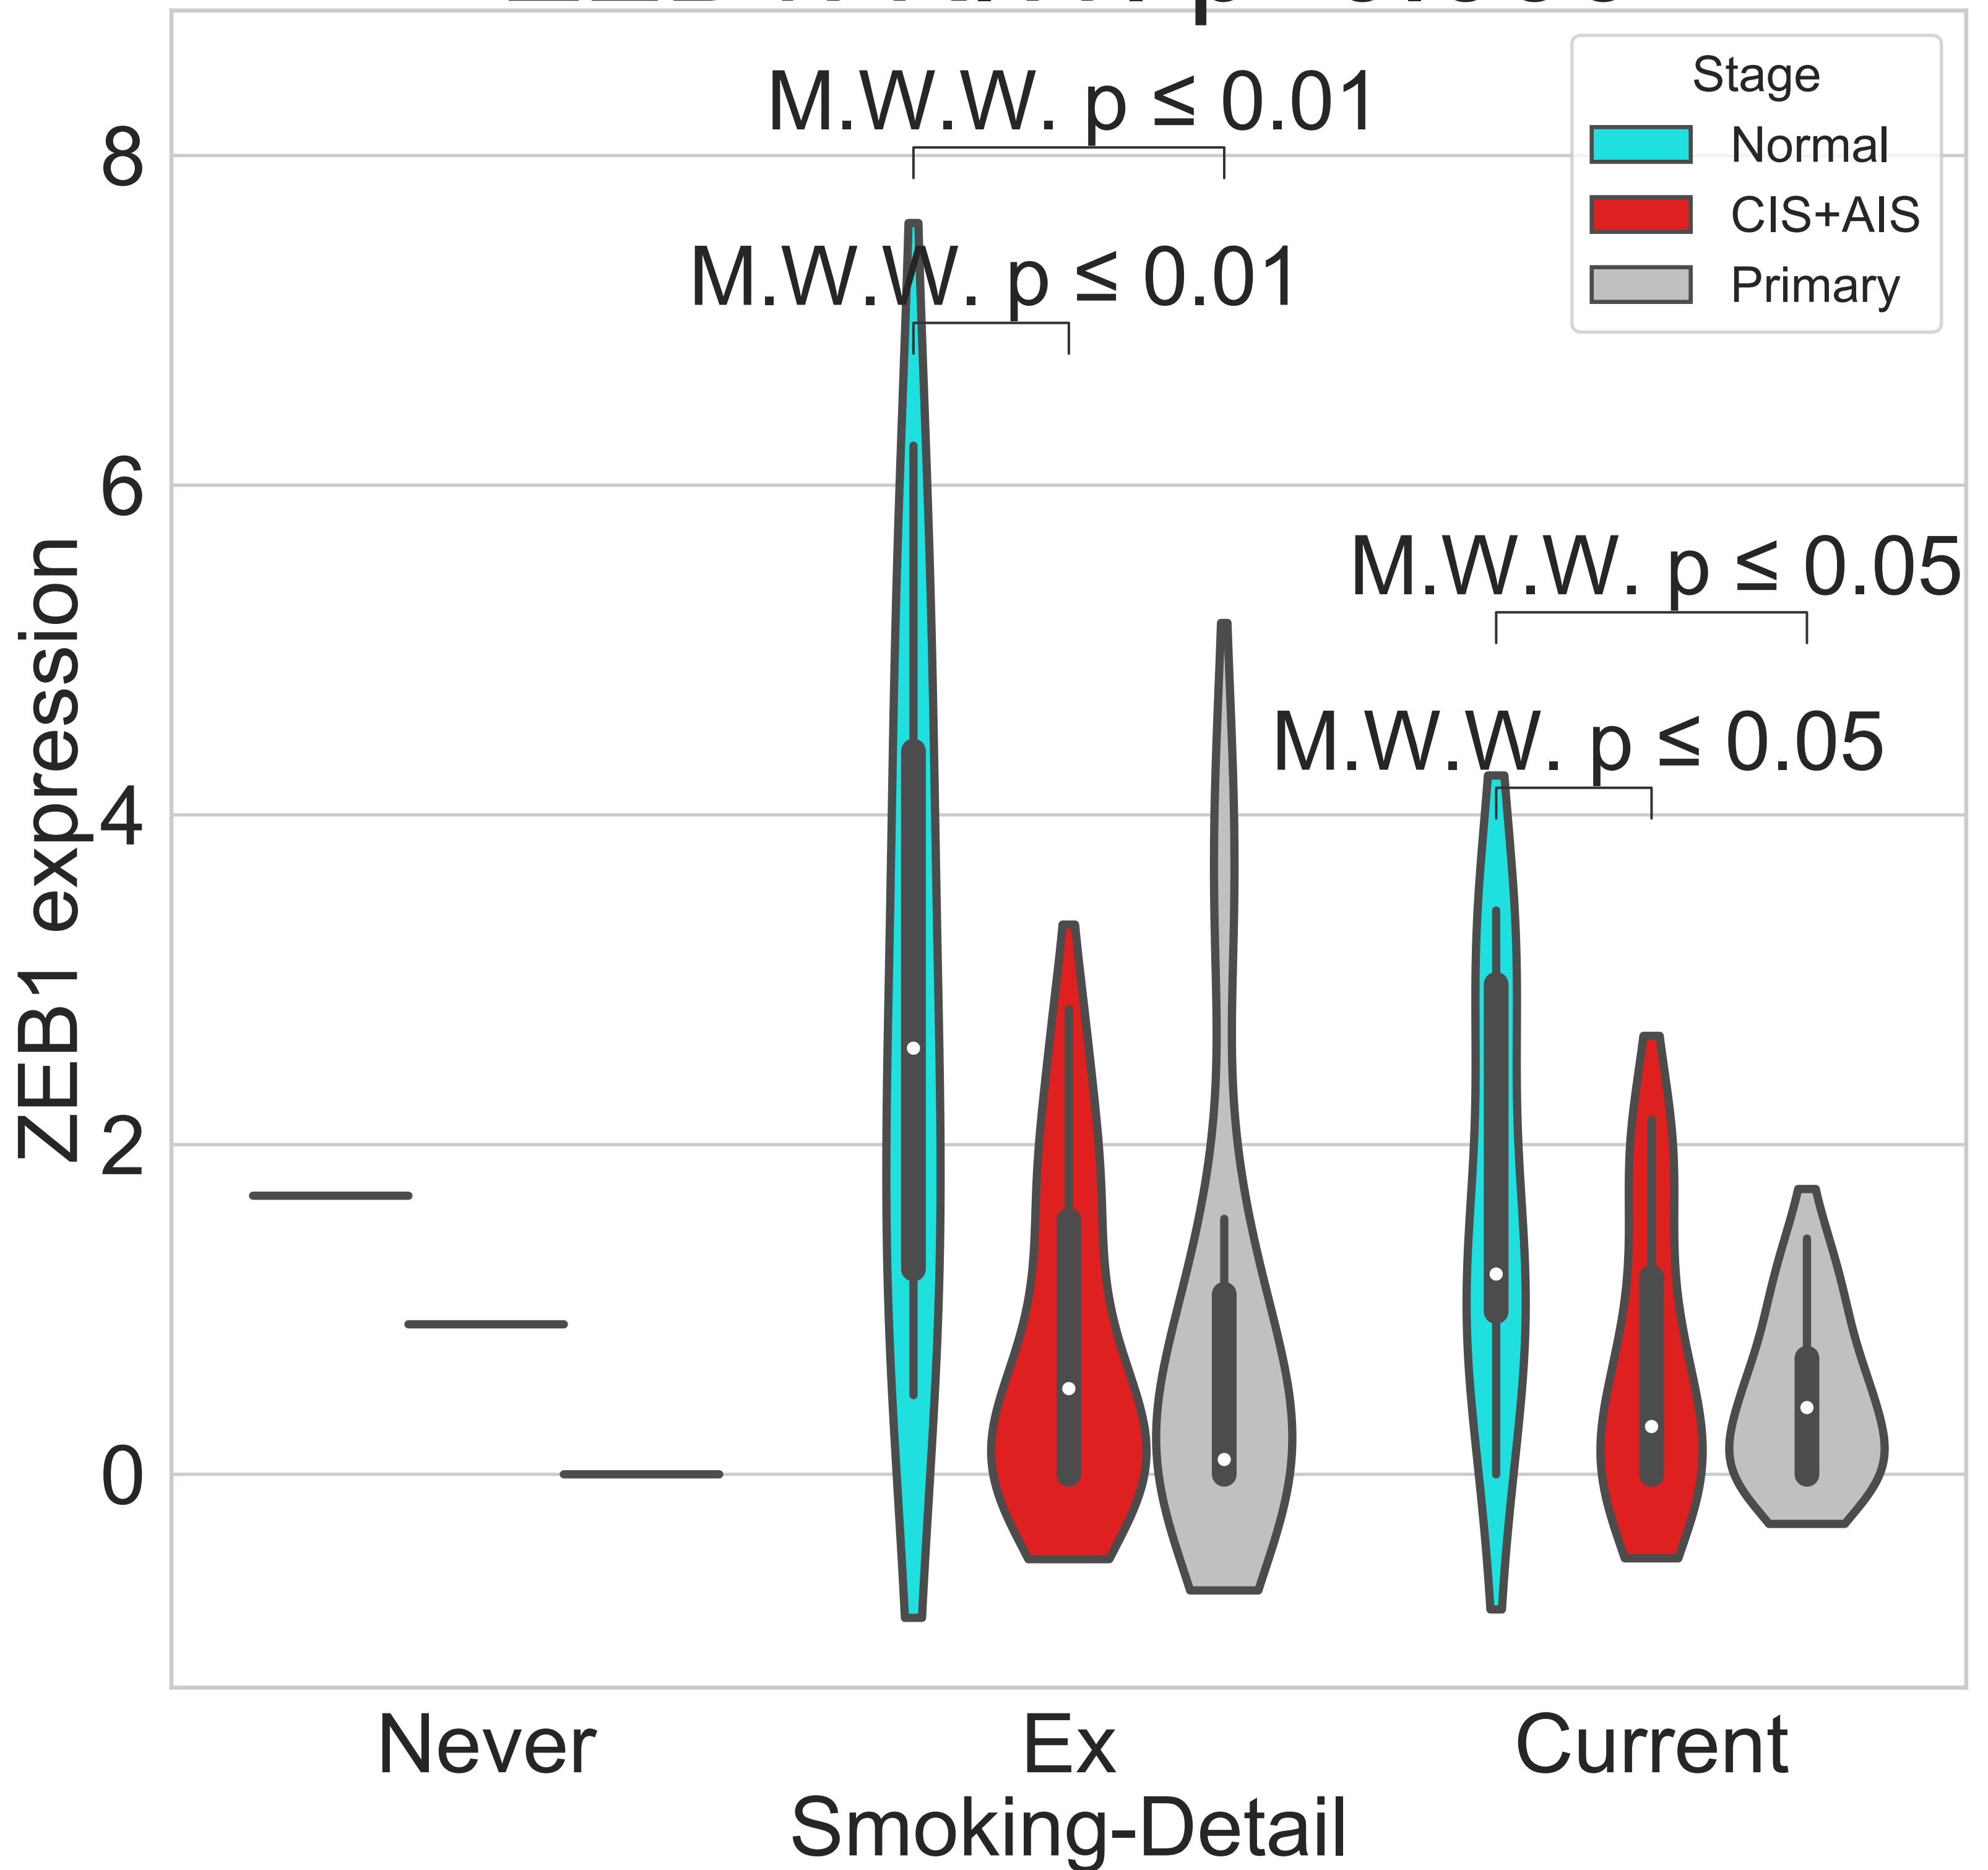 M.W.W. p ≤ 0.01
M.W.W. p ≤ 0.01
M.W.W. p ≤ 0.05
M.W.W. p ≤ 0.05
Stage
Normal
CIS+AIS
Primary
ZEB1 expression
8
6
4
2
0
Never
Ex
Current
Smoking-Detail